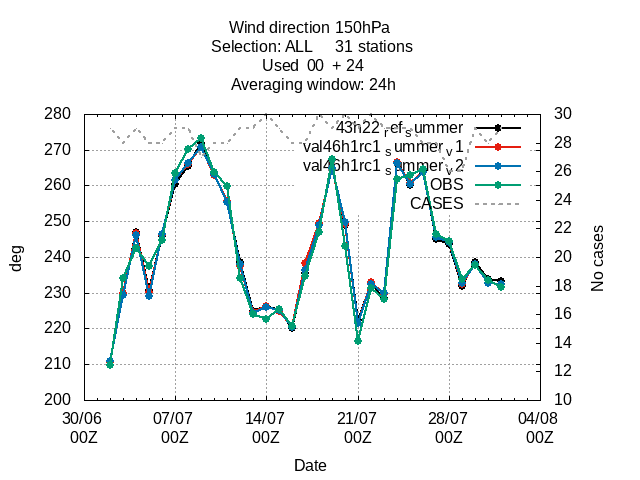 Wind direction 150hPa
Selection: ALL 31 stations
Used 00 + 24
Averaging window: 24h
280
270
260
250
240
230
220
210
200
30
28
26
24
22
20
18
16
14
12
10
43h22_ref_summer
val46h1rc1_summer_v1
val46h1rc1_summer_v2
OBS
CASES
deg
No cases
30/06 07/07 14/07 21/07 28/07 04/08
00Z 00Z 00Z 00Z 00Z 00Z
Date